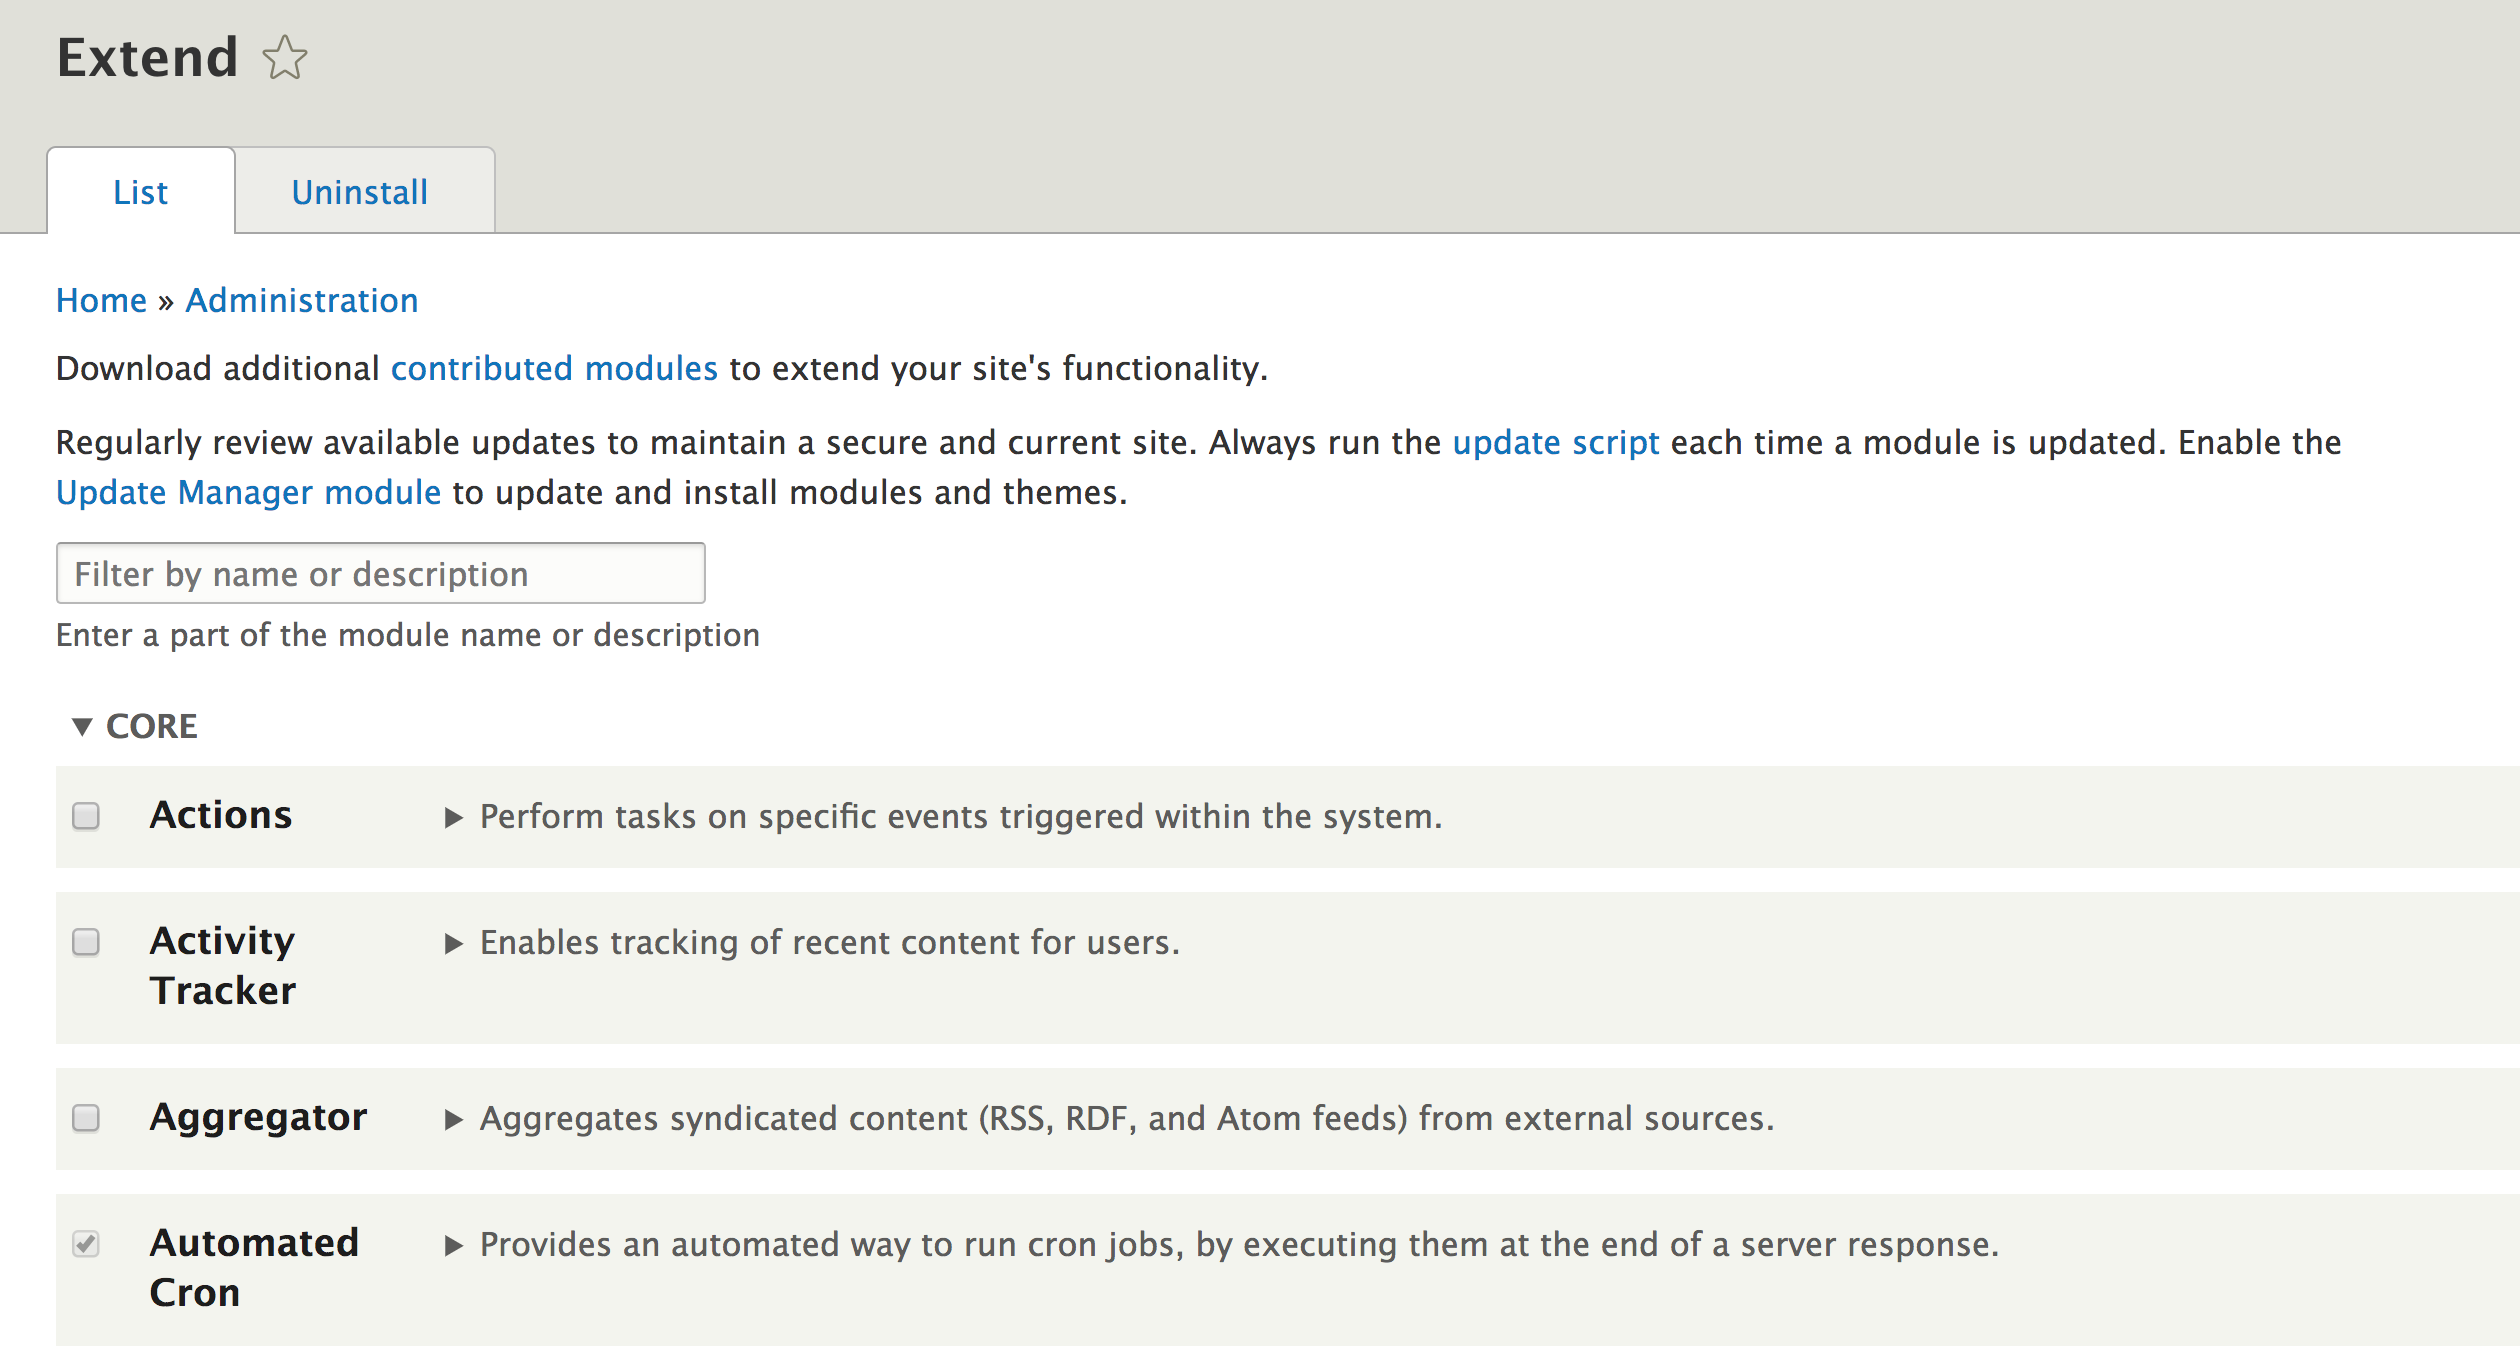 Extend
List
Uninstall
Home » Administration
Download additional contributed modules to extend your site's functionality.
Regularly review available updates to maintain a secure and current site. Always run the update script each time a module is updated. Enable the
Update Manager module to update and install modules and themes.
Filter by name or description
Enter a part of the module name or description
CORE
Actions
Perform tasks on specific events triggered within the system.
Activity
Tracker
Enables tracking of recent content for users.
Aggregator
Aggregates syndicated content (RSS, RDF, and Atom feeds) from external sources.
Automated
Cron
Provides an automated way to run cron jobs, by executing them at the end of a server response.